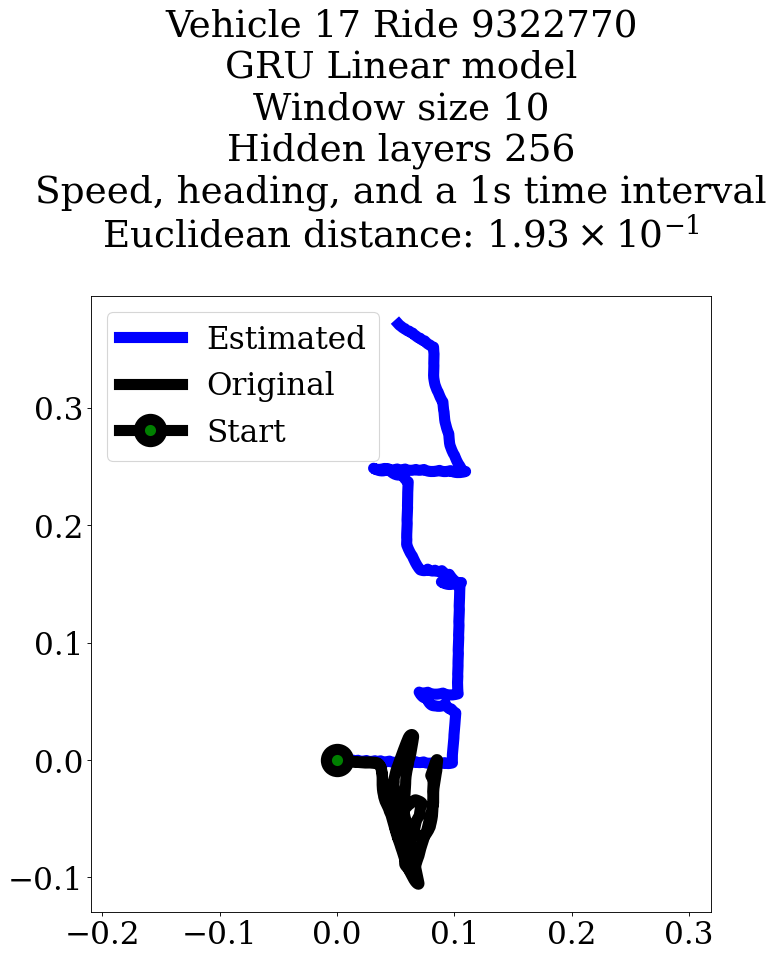 Vehicle 17 Ride 9322770
GRU Linear model
Window size 10
Hidden layers 256
Speed, heading, and a 1s time interval
Euclidean distance: 1.93 × 10⁻¹
Estimated
Original
Start
0.3
0.2
0.1
0.0
−0.1
−0.2 −0.1 0.0 0.1 0.2 0.3